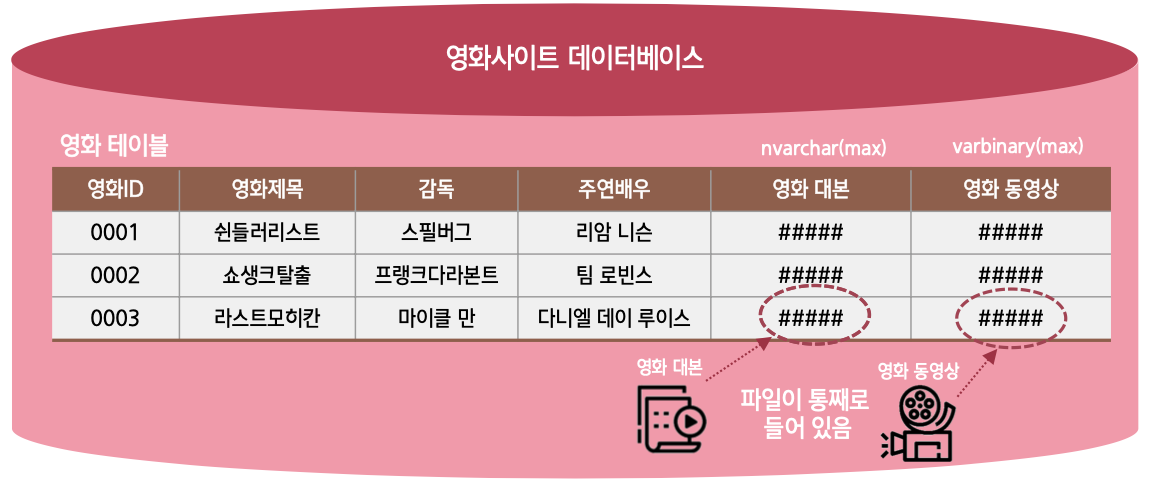 영화사이트 데이터베이스
영화 테이블
nvarchar(max)
varbinary(max)
영화ID 영화제목 감독 주연배우 영화 대본 영화 동영상
0001 쉰들러리스트 스필버그 리암 니슨 ##### #####
0002 쇼생크탈출 프랭크다라본트 팀 로빈스 ##### #####
0003 라스트모히칸 마이클 만 다니엘 데이 루이스 ##### #####
영화 대본
영화 동영상
파일이 통째로
들어 있음